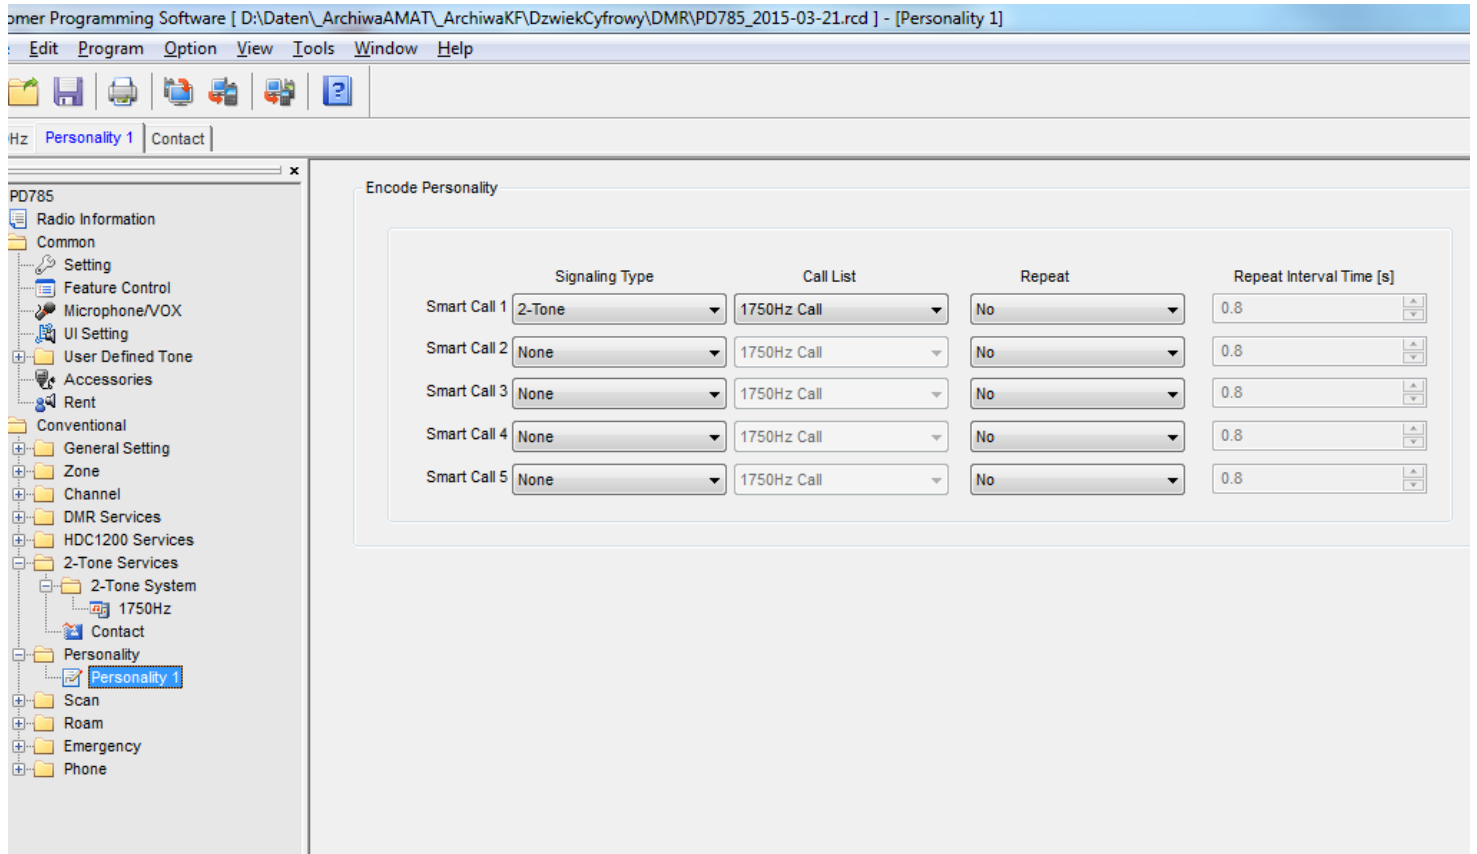 omer Programming Software [ D:\Daten\_ArchiwaAMAT\_ArchiwaKF\DzwiekCyfrowy\DMR\PD785_2015-03-21.rcd ] - [Personality 1]
Edit Program Option View Tools Window Help
Hz Personality 1 Contact
PD785
Radio Information
Common
Setting
Feature Control
Microphone/VOX
UI Setting
User Defined Tone
Accessories
Rent
Conventional
General Setting
Zone
Channel
DMR Services
HDC1200 Services
2-Tone Services
2-Tone System
1750Hz
Contact
Personality
Personality 1
Scan
Roam
Emergency
Phone
Encode Personality
Signaling Type Call List Repeat Repeat Interval Time [s]
Smart Call 1 2-Tone 1750Hz Call No 0.8
Smart Call 2 None 1750Hz Call No 0.8
Smart Call 3 None 1750Hz Call No 0.8
Smart Call 4 None 1750Hz Call No 0.8
Smart Call 5 None 1750Hz Call No 0.8